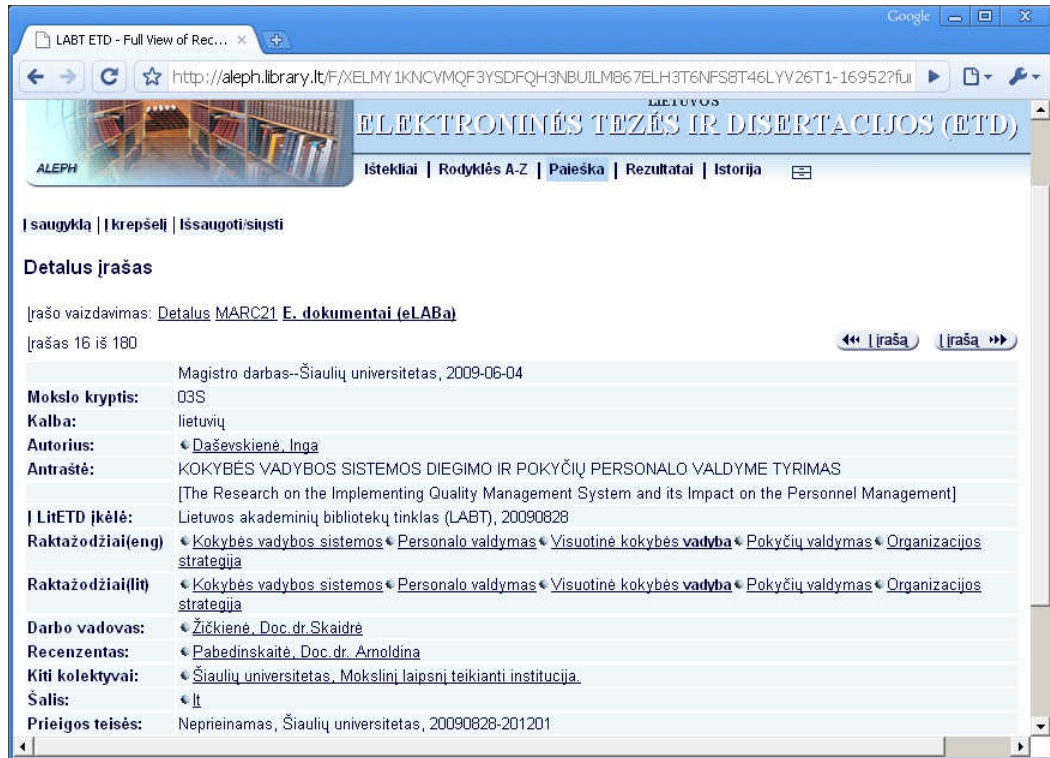 Google
LABT ETD - Full View of Rec...
http://aleph.library.lt/F/XELMY1KNCVMQF3YSDFQH3NBUILM867ELH3T6NFS8T46LYV26T1-16952?fu
LIETUVOS
ELEKTRONINĖS TEZĖS IR DISERTACIJOS (ETD)
ALEPH
Ištekliai | Rodyklės A-Z | Paieška | Rezultatai | Istorija
Į saugyklą | Į krepšelį | Išsaugoti/siųsti
Detalus įrašas
Įrašo vaizdavimas: Detalus MARC21 E. dokumentai (eLABa)
Įrašas 16 iš 180
Į įrašą Į įrašą
Magistro darbas--Šiaulių universitetas, 2009-06-04
Mokslo kryptis: 03S
Kalba: lietuvių
Autorius: Daševskienė, Inga
Antraštė: KOKYBĖS VADYBOS SISTEMOS DIEGIMO IR POKYČIŲ PERSONALO VALDYME TYRIMAS
[The Research on the Implementing Quality Management System and its Impact on the Personnel Management]
Į LitETD įkėlė: Lietuvos akademinių bibliotekų tinklas (LABT), 20090828
Raktažodžiai(eng) Kokybės vadybos sistemos Personalo valdymas Visuotinė kokybės vadyba Pokyčių valdymas Organizacijos
strategija
Raktažodžiai(lit) Kokybės vadybos sistemos Personalo valdymas Visuotinė kokybės vadyba Pokyčių valdymas Organizacijos
strategija
Darbo vadovas: Žičkienė, Doc.dr.Skaidrė
Recenzentas: Pabedinskaitė, Doc.dr. Arnoldina
Kiti kolektyvai: Šiaulių universitetas, Mokslinį laipsnį teikianti institucija.
Šalis: lt
Prieigos teisės: Neprieinamas, Šiaulių universitetas, 20090828-201201